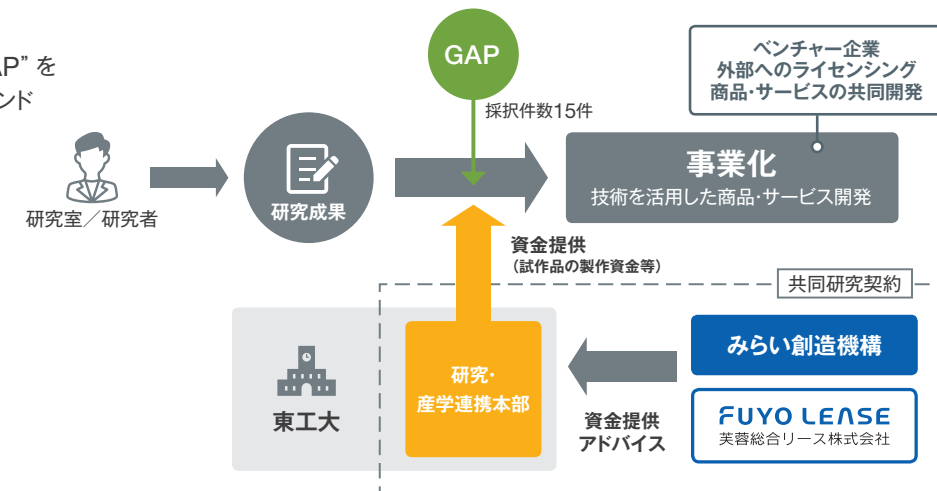 AP” を
ンド
GAP
採択件数15件
ベンチャー企業
外部へのライセンシング
商品・サービスの共同開発
研究室／研究者
研究成果
事業化
技術を活用した商品・サービス開発
資金提供
（試作品の製作資金等）
共同研究契約
東工大
研究・
産学連携本部
資金提供
アドバイス
みらい創造機構
FUYO LEASE
芙蓉総合リース株式会社